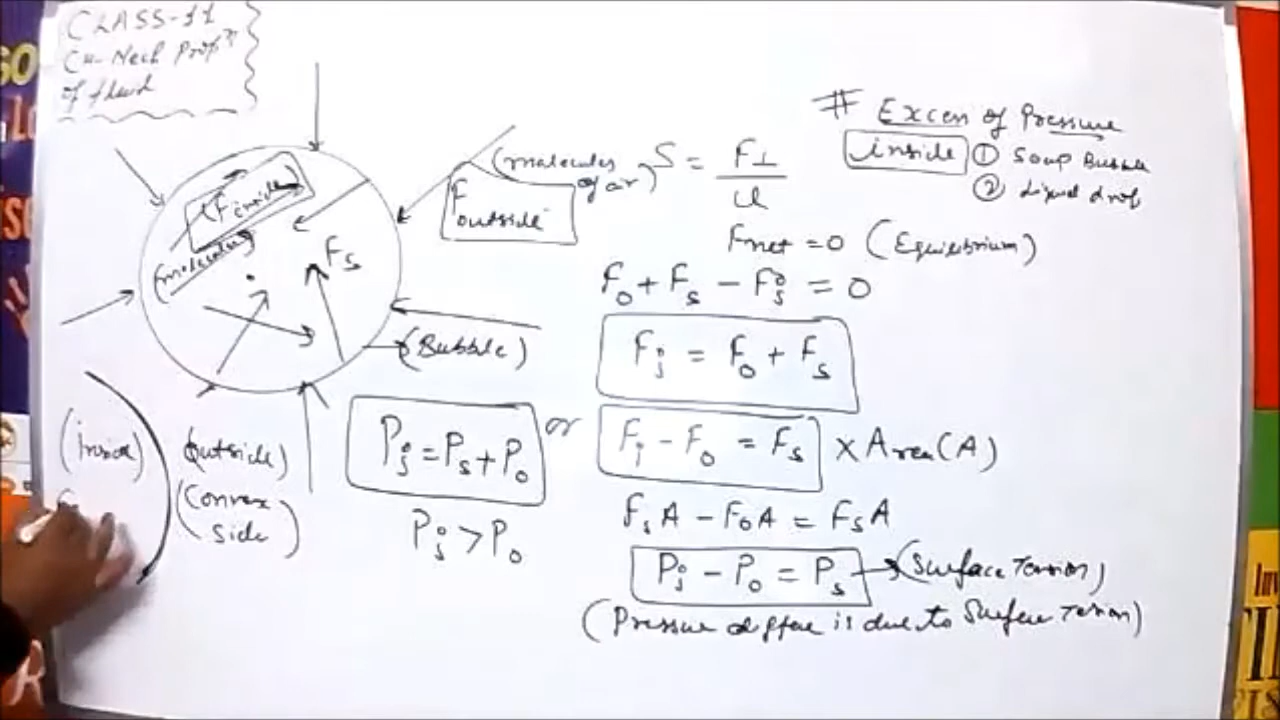 CLASS-11
CH- Mech Propⁿ
of fluid
# Excess of Pressure
inside ① Soap Bubble
② Liquid drop
(molecules
of air)
S = F⊥
l
F
outside
(F inside)
(molecules)
Fs
(Bubble)
Fnet = 0 (Equilibrium)
Fo + Fs - Fi = 0
Fi = Fo + Fs
or
Fi - Fo = Fs × Area (A)
Pi = Ps + Po
Pi > Po
FiA - FoA = FsA
Pi - Po = Ps → (Surface Tension)
(Pressure diffce is due to Surface Tension)
(Inside)
(outside)
(Convex
side)